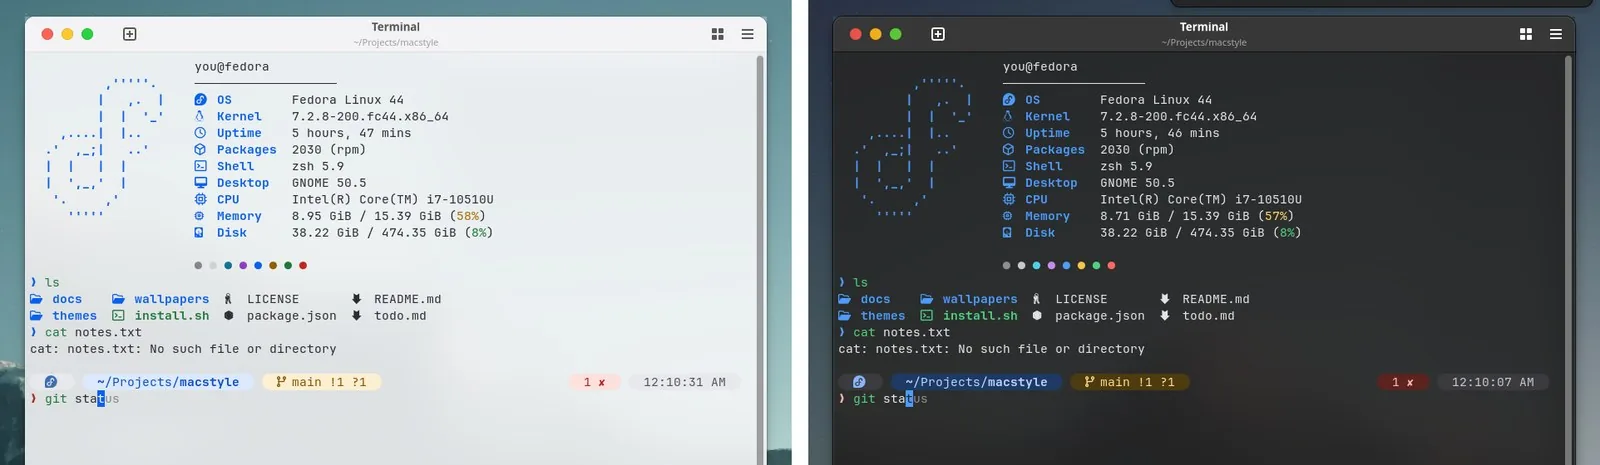 Terminal
~/Projects/macstyle
you@fedora
OS Fedora Linux 44
Kernel 7.2.8-200.fc44.x86_64
Uptime 5 hours, 47 mins
Packages 2030 (rpm)
Shell zsh 5.9
Desktop GNOME 50.5
CPU Intel(R) Core(TM) i7-10510U
Memory 8.95 GiB / 15.39 GiB (58%)
Disk 38.22 GiB / 474.35 GiB (8%)
❯ ls
docs wallpapers LICENSE README.md
themes install.sh package.json todo.md
❯ cat notes.txt
cat: notes.txt: No such file or directory
~/Projects/macstyle main !1 ?1 1 ✘ 12:10:31 AM
❯ git status
Terminal
~/Projects/macstyle
you@fedora
OS Fedora Linux 44
Kernel 7.2.8-200.fc44.x86_64
Uptime 5 hours, 46 mins
Packages 2030 (rpm)
Shell zsh 5.9
Desktop GNOME 50.5
CPU Intel(R) Core(TM) i7-10510U
Memory 8.71 GiB / 15.39 GiB (57%)
Disk 38.22 GiB / 474.35 GiB (8%)
❯ ls
docs wallpapers LICENSE README.md
themes install.sh package.json todo.md
❯ cat notes.txt
cat: notes.txt: No such file or directory
~/Projects/macstyle main !1 ?1 1 ✘ 12:10:07 AM
❯ git status